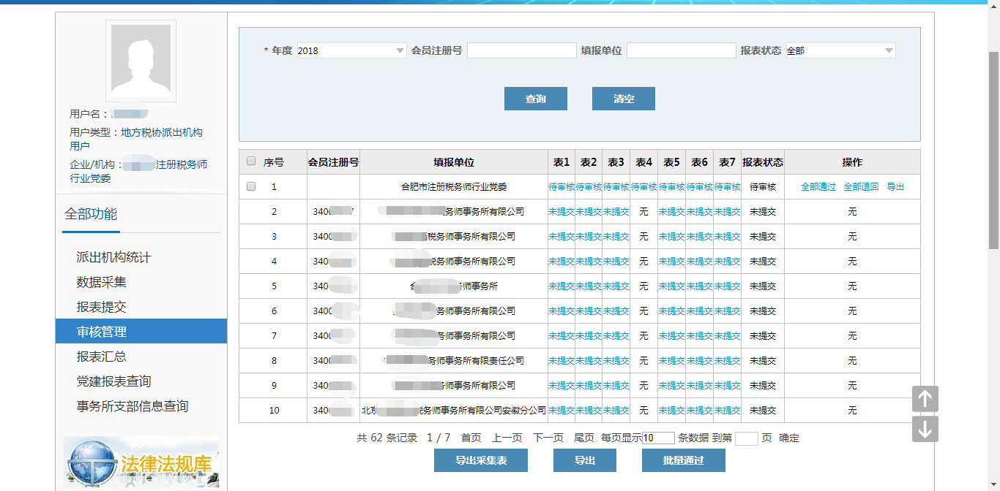 * 年度 2018 会员注册号 填报单位 报表状态 全部
查询 清空
用户名：
用户类型：地方税协派出机构
用户
企业/机构： 注册税务师
行业党委
全部功能
派出机构统计
数据采集
报表提交
审核管理
报表汇总
党建报表查询
事务所支部信息查询
法律法规库
序号 会员注册号 填报单位 表1 表2 表3 表4 表5 表6 表7 报表状态 操作
1 合肥市注册税务师行业党委 待审核 待审核 待审核 待审核 待审核 待审核 待审核 待审核 全部通过 全部退回 导出
2 340 务师事务所有限公司 未提交 未提交 未提交 无 未提交 未提交 未提交 未提交 无
3 340 税务师事务所有限公司 未提交 未提交 未提交 无 未提交 未提交 未提交 未提交 无
4 340 税务师事务所有限公司 未提交 未提交 未提交 无 未提交 未提交 未提交 未提交 无
5 340 师事务所 未提交 未提交 未提交 无 未提交 未提交 未提交 未提交 无
6 340 务师事务所有限公司 未提交 未提交 未提交 无 未提交 未提交 未提交 未提交 无
7 340 务师事务所有限公司 未提交 未提交 未提交 无 未提交 未提交 未提交 未提交 无
8 340 务师事务所有限责任公司 未提交 未提交 未提交 无 未提交 未提交 未提交 未提交 无
9 340 师事务所有限公司 未提交 未提交 未提交 无 未提交 未提交 未提交 未提交 无
10 340 北京 税务师事务所有限公司安徽分公司 未提交 未提交 未提交 无 未提交 未提交 未提交 未提交 无
共 62 条记录 1 / 7 首页 上一页 下一页 尾页 每页显示 10 条数据 到第 页 确定
导出采集表 导出 批量通过